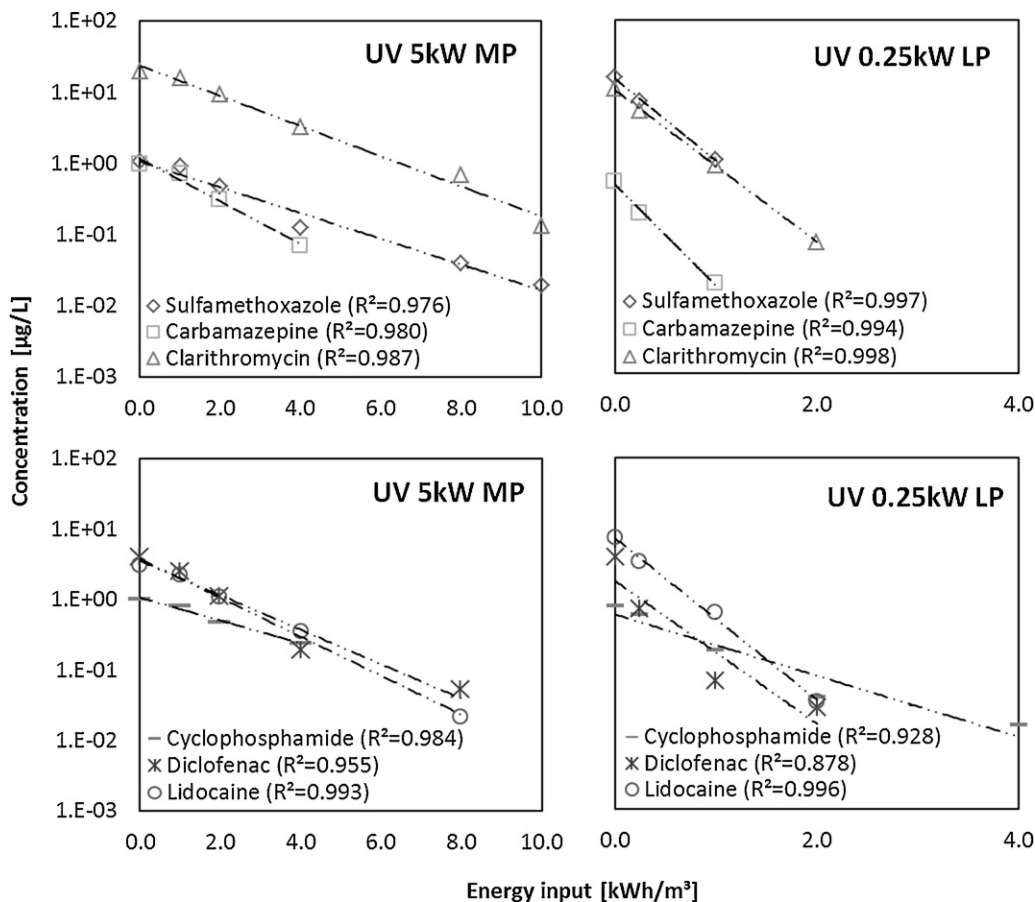 Concentration [µg/L]
1.E+02
1.E+01
1.E+00
1.E-01
1.E-02
1.E-03
UV 5kW MP
Sulfamethoxazole (R²=0.976)
Carbamazepine (R²=0.980)
Clarithromycin (R²=0.987)
0.0 2.0 4.0 6.0 8.0 10.0
UV 0.25kW LP
Sulfamethoxazole (R²=0.997)
Carbamazepine (R²=0.994)
Clarithromycin (R²=0.998)
0.0 2.0 4.0
1.E+02
1.E+01
1.E+00
1.E-01
1.E-02
1.E-03
UV 5kW MP
Cyclophosphamide (R²=0.984)
Diclofenac (R²=0.955)
Lidocaine (R²=0.993)
0.0 2.0 4.0 6.0 8.0 10.0
UV 0.25kW LP
Cyclophosphamide (R²=0.928)
Diclofenac (R²=0.878)
Lidocaine (R²=0.996)
0.0 2.0 4.0
Energy input [kWh/m³]